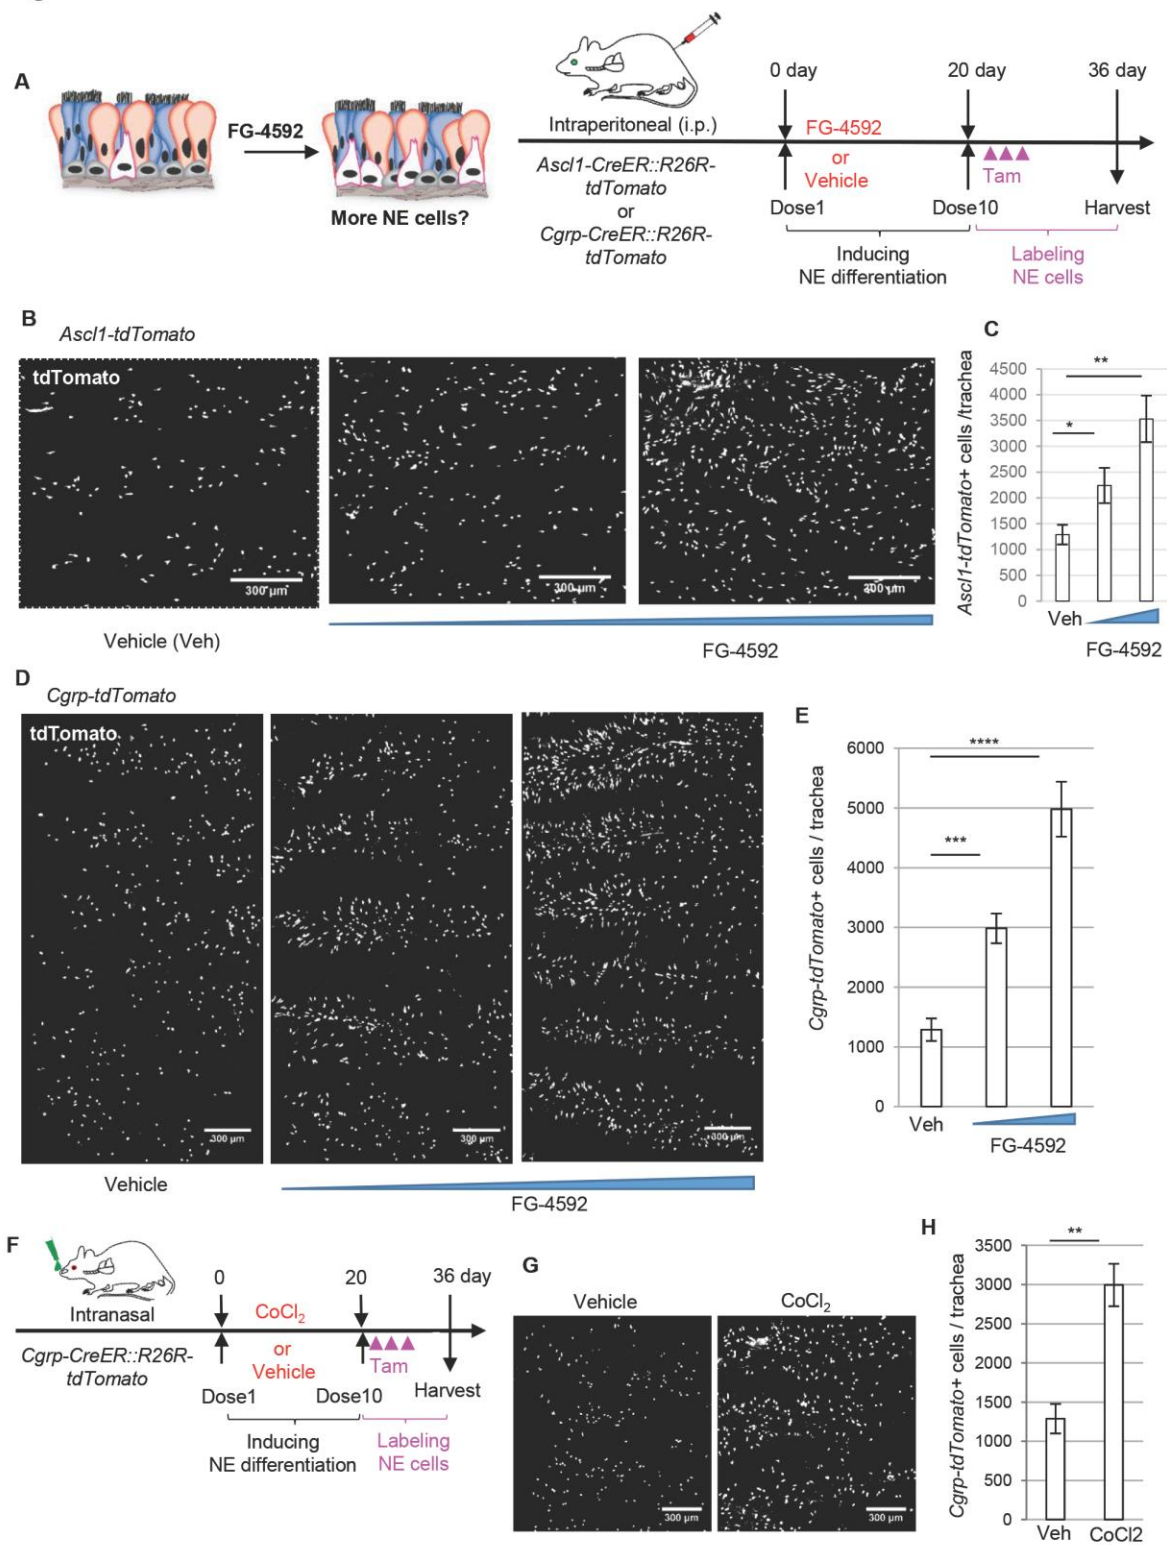 A
FG-4592
More NE cells?
Intraperitoneal (i.p.)
Ascl1-CreER::R26R-
tdTomato
or
Cgrp-CreER::R26R-
tdTomato
0 day
20 day
36 day
FG-4592
or
Vehicle
Tam
Dose1
Dose10
Harvest
Inducing
NE differentiation
Labeling
NE cells
B
Ascl1-tdTomato
tdTomato
300 µm
300 µm
300 µm
Vehicle (Veh)
FG-4592
C
Ascl1-tdTomato+ cells /trachea
4500
4000
3500
3000
2500
2000
1500
1000
500
0
**
*
Veh
FG-4592
D
Cgrp-tdTomato
tdTomato
300 µm
300 µm
300 µm
Vehicle
FG-4592
E
Cgrp-tdTomato+ cells / trachea
6000
5000
4000
3000
2000
1000
0
****
***
Veh
FG-4592
F
Intranasal
Cgrp-CreER::R26R-
tdTomato
0
20
36 day
CoCl2
or
Vehicle
Tam
Dose1
Dose10
Harvest
Inducing
NE differentiation
Labeling
NE cells
G
Vehicle
CoCl2
300 µm
300 µm
H
Cgrp-tdTomato+ cells / trachea
3500
3000
2500
2000
1500
1000
500
0
**
Veh
CoCl2